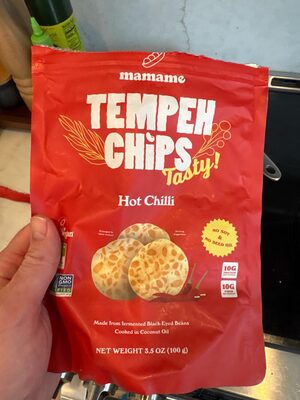 mamame
TEMPEH
CHIPS
Tasty!
Hot Chilli
NO NUT &
NO SEED OIL
10G
10G
NON
GMO
Made from fermented Black-Eyed Beans
Cooked in Coconut Oil
NET WEIGHT 3.5 OZ (100 g)